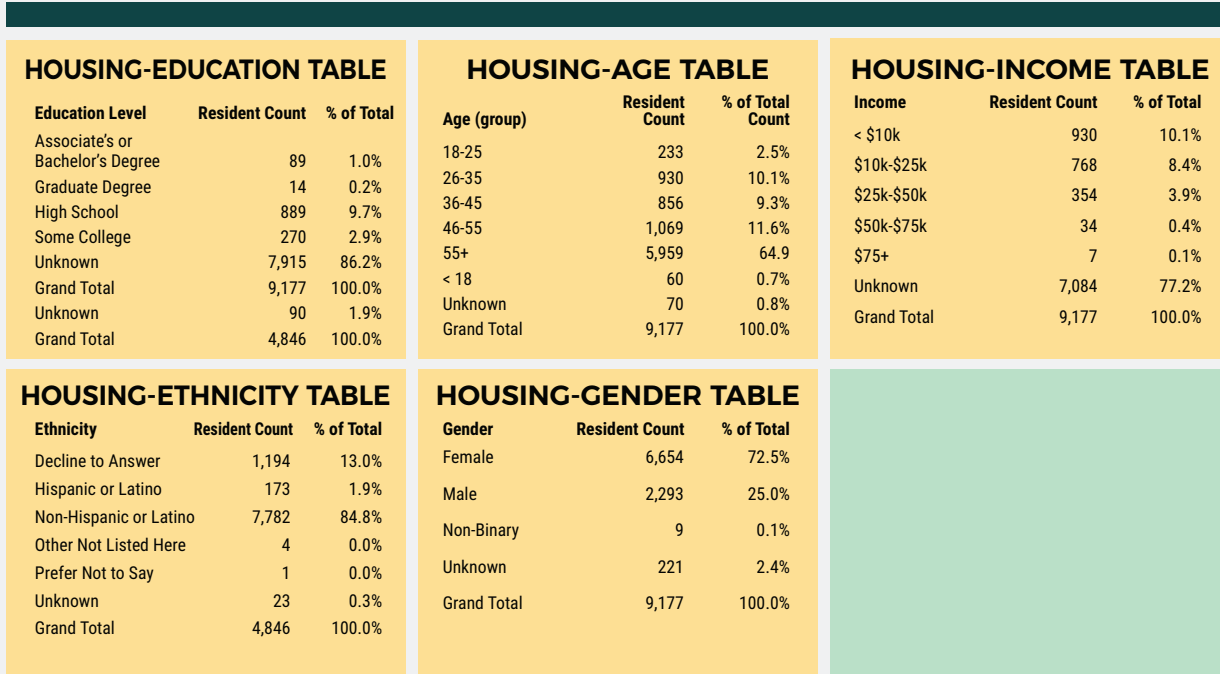 HOUSING-EDUCATION TABLE
Education Level Resident Count % of Total
Associate's or
Bachelor's Degree 89 1.0%
Graduate Degree 14 0.2%
High School 889 9.7%
Some College 270 2.9%
Unknown 7,915 86.2%
Grand Total 9,177 100.0%
Unknown 90 1.9%
Grand Total 4,846 100.0%
HOUSING-AGE TABLE
Resident % of Total
Age (group) Count Count
18-25 233 2.5%
26-35 930 10.1%
36-45 856 9.3%
46-55 1,069 11.6%
55+ 5,959 64.9
< 18 60 0.7%
Unknown 70 0.8%
Grand Total 9,177 100.0%
HOUSING-INCOME TABLE
Income Resident Count % of Total
< $10k 930 10.1%
$10k-$25k 768 8.4%
$25k-$50k 354 3.9%
$50k-$75k 34 0.4%
$75+ 7 0.1%
Unknown 7,084 77.2%
Grand Total 9,177 100.0%
HOUSING-ETHNICITY TABLE
Ethnicity Resident Count % of Total
Decline to Answer 1,194 13.0%
Hispanic or Latino 173 1.9%
Non-Hispanic or Latino 7,782 84.8%
Other Not Listed Here 4 0.0%
Prefer Not to Say 1 0.0%
Unknown 23 0.3%
Grand Total 4,846 100.0%
HOUSING-GENDER TABLE
Gender Resident Count % of Total
Female 6,654 72.5%
Male 2,293 25.0%
Non-Binary 9 0.1%
Unknown 221 2.4%
Grand Total 9,177 100.0%